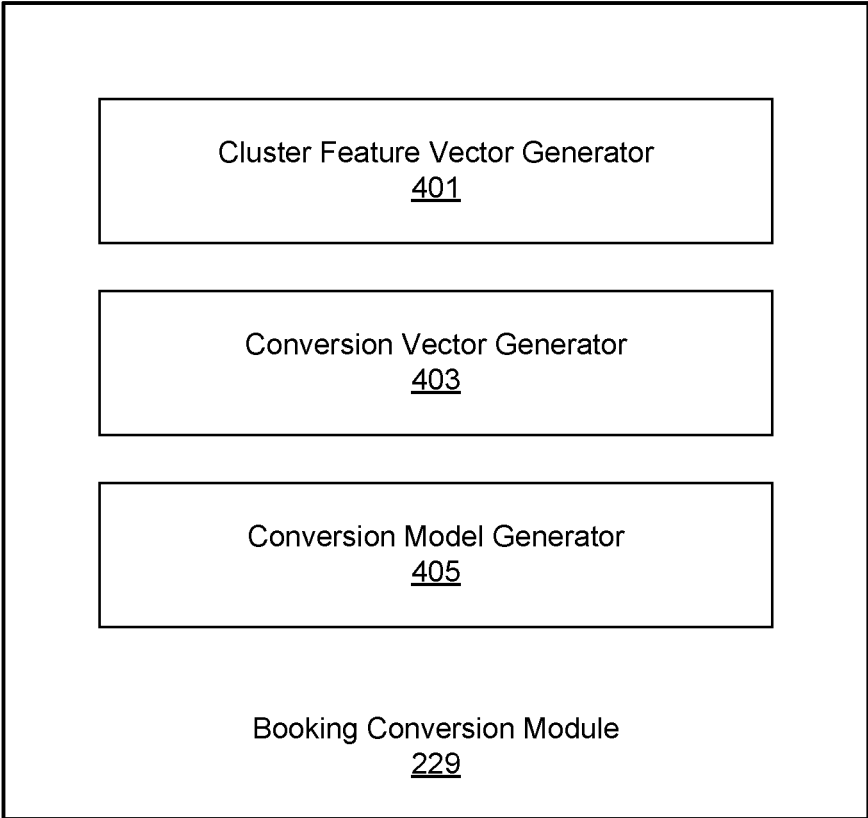 Cluster Feature Vector Generator
401
Conversion Vector Generator
403
Conversion Model Generator
405
Booking Conversion Module
229